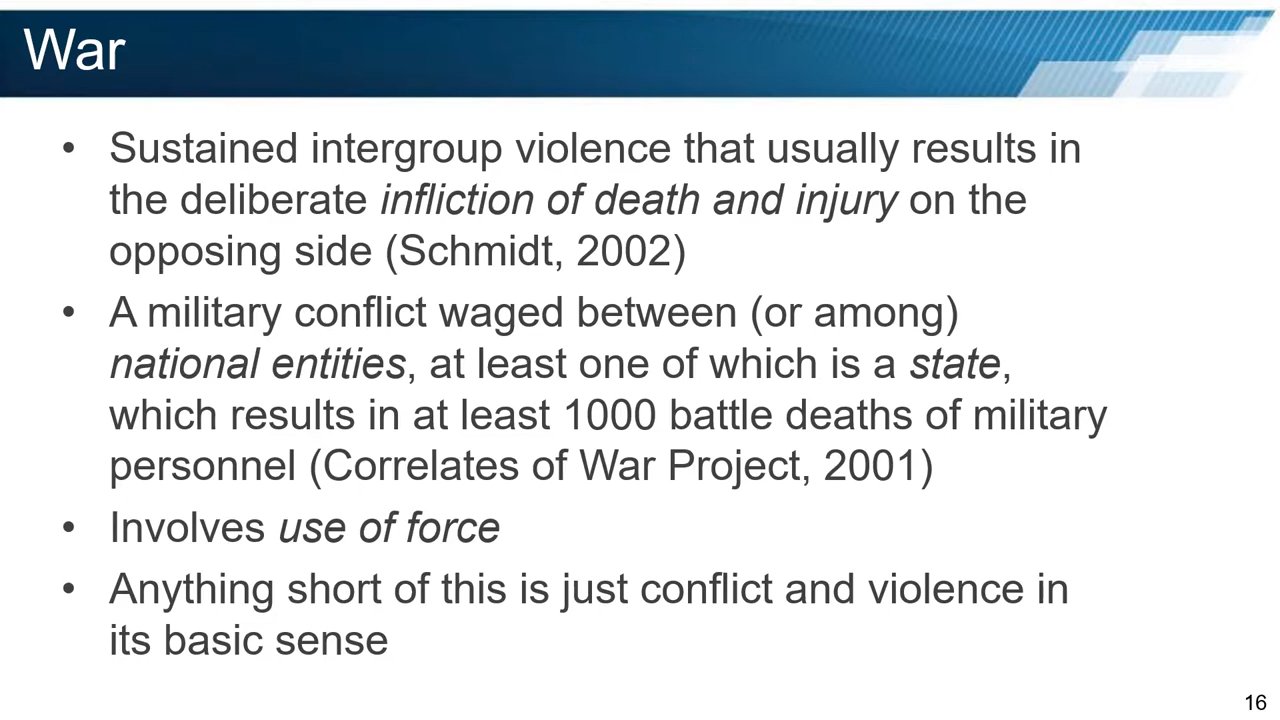 War
• Sustained intergroup violence that usually results in
the deliberate infliction of death and injury on the
opposing side (Schmidt, 2002)
• A military conflict waged between (or among)
national entities, at least one of which is a state,
which results in at least 1000 battle deaths of military
personnel (Correlates of War Project, 2001)
• Involves use of force
• Anything short of this is just conflict and violence in
its basic sense
16